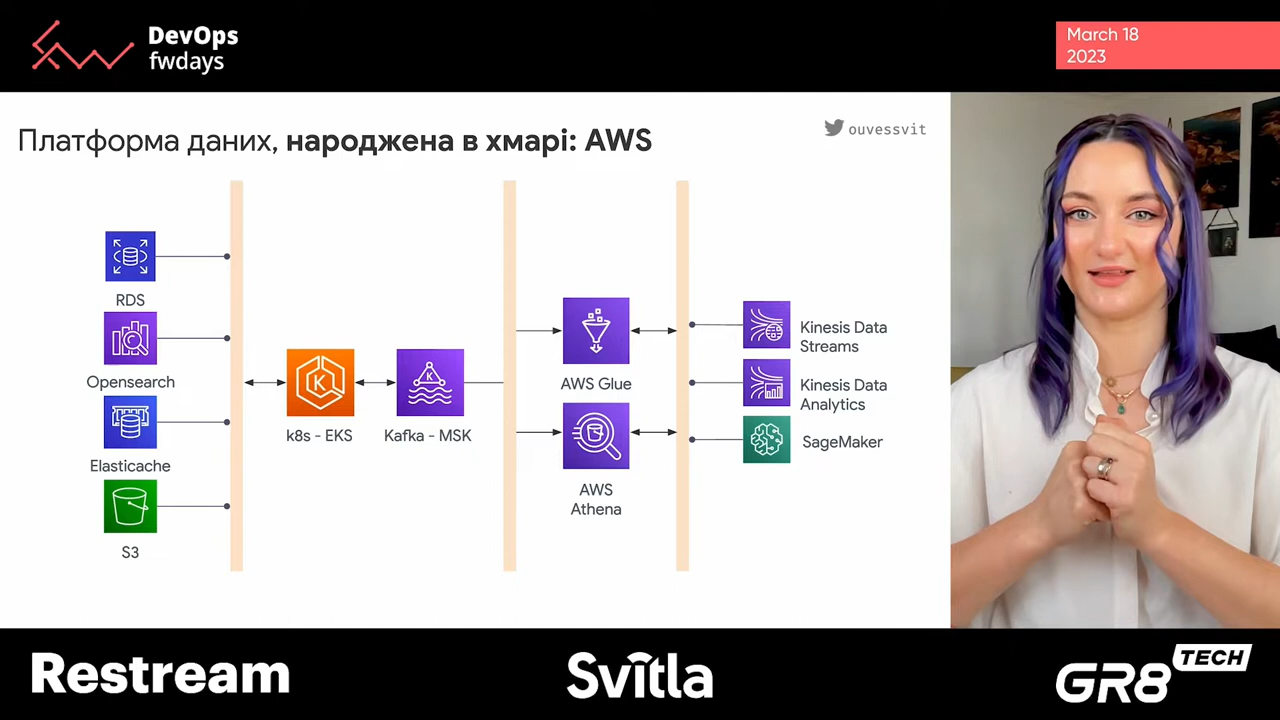 DevOps
fwdays
March 18
2023
Платформа даних, народжена в хмарі: AWS
ouvessvit
RDS
Opensearch
Elasticache
S3
k8s - EKS
Kafka - MSK
AWS Glue
AWS
Athena
Kinesis Data
Streams
Kinesis Data
Analytics
SageMaker
Restream
Svitla
GR8 TECH